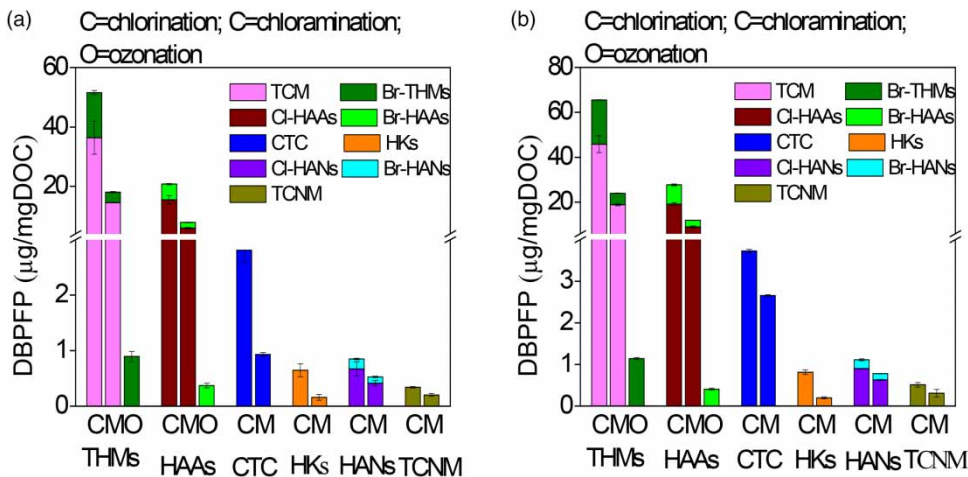 (a)
C=chlorination; C=chloramination;
O=ozonation
60
40
20
2
1
0
DBPFP (μg/mgDOC)
TCM
Br-THMs
Cl-HAAs
Br-HAAs
CTC
HKs
Cl-HANs
Br-HANs
TCNM
CMO CMO CM CM CM CM
THMs HAAs CTC HKs HANs TCNM
(b)
C=chlorination; C=chloramination;
O=ozonation
80
60
40
20
3
2
1
0
DBPFP (μg/mgDOC)
TCM
Br-THMs
Cl-HAAs
Br-HAAs
CTC
HKs
Cl-HANs
Br-HANs
TCNM
CMO CMO CM CM CM CM
THMs HAAs CTC HKs HANs TCNM